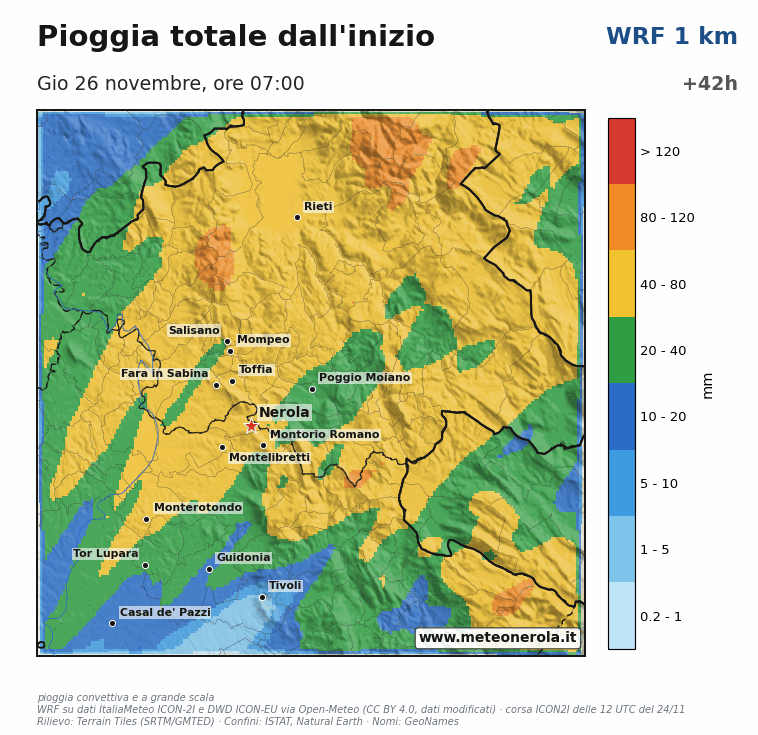 Pioggia totale dall'inizio
WRF 1 km
Gio 26 novembre, ore 07:00
+42h
> 120
80 - 120
40 - 80
20 - 40
10 - 20
5 - 10
1 - 5
0.2 - 1
mm
Rieti
Salisano
Mompeo
Fara in Sabina
Toffia
Poggio Moiano
Nerola
Montorio Romano
Montelibretti
Monterotondo
Tor Lupara
Guidonia
Tivoli
Casal de' Pazzi
www.meteonerola.it
pioggia convettiva e a grande scala
WRF su dati ItaliaMeteo ICON-2I e DWD ICON-EU via Open-Meteo (CC BY 4.0, dati modificati) · corsa ICON2I delle 12 UTC del 24/11
Rilievo: Terrain Tiles (SRTM/GMTED) · Confini: ISTAT, Natural Earth · Nomi: GeoNames